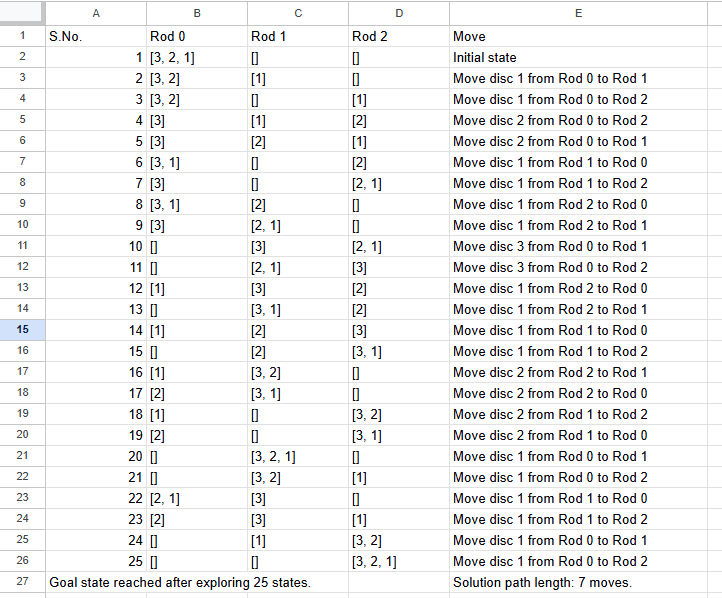 A B C D E
1 S.No. Rod 0 Rod 1 Rod 2 Move
2 1 [3, 2, 1] [] [] Initial state
3 2 [3, 2] [1] [] Move disc 1 from Rod 0 to Rod 1
4 3 [3, 2] [] [1] Move disc 1 from Rod 0 to Rod 2
5 4 [3] [1] [2] Move disc 2 from Rod 0 to Rod 2
6 5 [3] [2] [1] Move disc 2 from Rod 0 to Rod 1
7 6 [3, 1] [] [2] Move disc 1 from Rod 1 to Rod 0
8 7 [3] [] [2, 1] Move disc 1 from Rod 1 to Rod 2
9 8 [3, 1] [2] [] Move disc 1 from Rod 2 to Rod 0
10 9 [3] [2, 1] [] Move disc 1 from Rod 2 to Rod 1
11 10 [] [3] [2, 1] Move disc 3 from Rod 0 to Rod 1
12 11 [] [2, 1] [3] Move disc 3 from Rod 0 to Rod 2
13 12 [1] [3] [2] Move disc 1 from Rod 2 to Rod 0
14 13 [] [3, 1] [2] Move disc 1 from Rod 2 to Rod 1
15 14 [1] [2] [3] Move disc 1 from Rod 1 to Rod 0
16 15 [] [2] [3, 1] Move disc 1 from Rod 1 to Rod 2
17 16 [1] [3, 2] [] Move disc 2 from Rod 2 to Rod 1
18 17 [2] [3, 1] [] Move disc 2 from Rod 2 to Rod 0
19 18 [1] [] [3, 2] Move disc 2 from Rod 1 to Rod 2
20 19 [2] [] [3, 1] Move disc 2 from Rod 1 to Rod 0
21 20 [] [3, 2, 1] [] Move disc 1 from Rod 0 to Rod 1
22 21 [] [3, 2] [1] Move disc 1 from Rod 0 to Rod 2
23 22 [2, 1] [3] [] Move disc 1 from Rod 1 to Rod 0
24 23 [2] [3] [1] Move disc 1 from Rod 1 to Rod 2
25 24 [] [1] [3, 2] Move disc 1 from Rod 0 to Rod 1
26 25 [] [] [3, 2, 1] Move disc 1 from Rod 0 to Rod 2
27 Goal state reached after exploring 25 states. Solution path length: 7 moves.